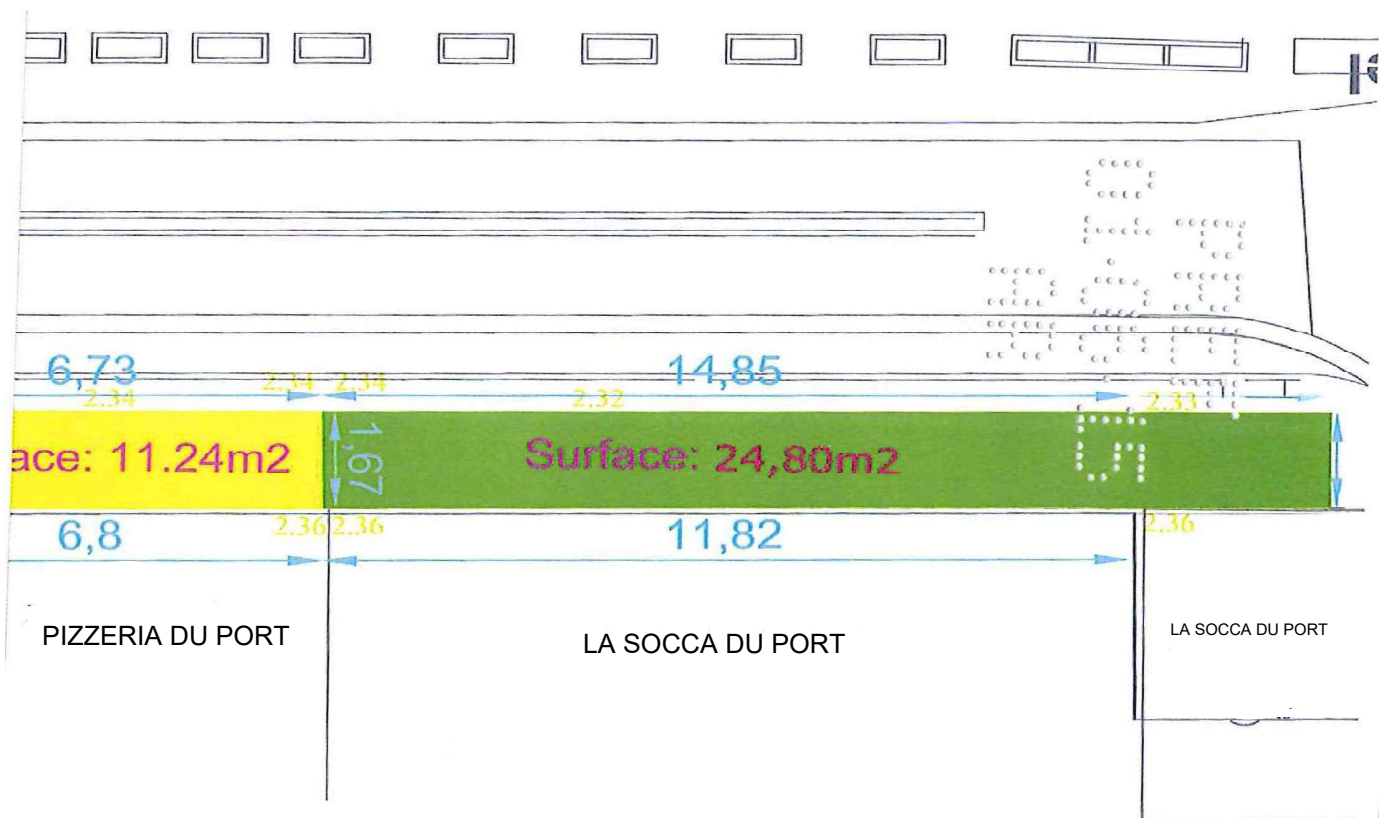 6,73
14,85
2.34
2.34
2.34
2.32
2.33
ace: 11.24m2
1,67
Surface: 24,80m2
2.36
2.36
2.36
6,8
11,82
PIZZERIA DU PORT
LA SOCCA DU PORT
LA SOCCA DU PORT